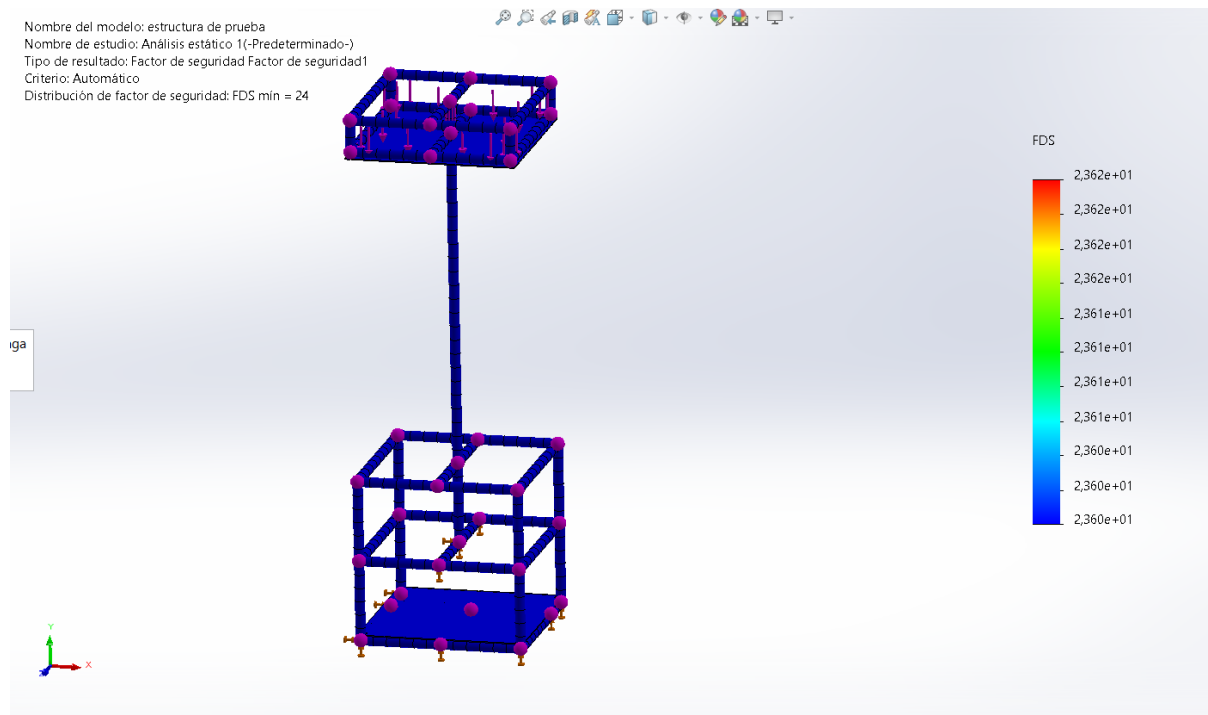 Nombre del modelo: estructura de prueba
Nombre de estudio: Análisis estático 1(-Predeterminado-)
Tipo de resultado: Factor de seguridad Factor de seguridad1
Criterio: Automático
Distribución de factor de seguridad: FDS mín = 24
FDS
2,362e+01
2,362e+01
2,362e+01
2,362e+01
2,361e+01
2,361e+01
2,361e+01
2,361e+01
2,360e+01
2,360e+01
2,360e+01
Y
X